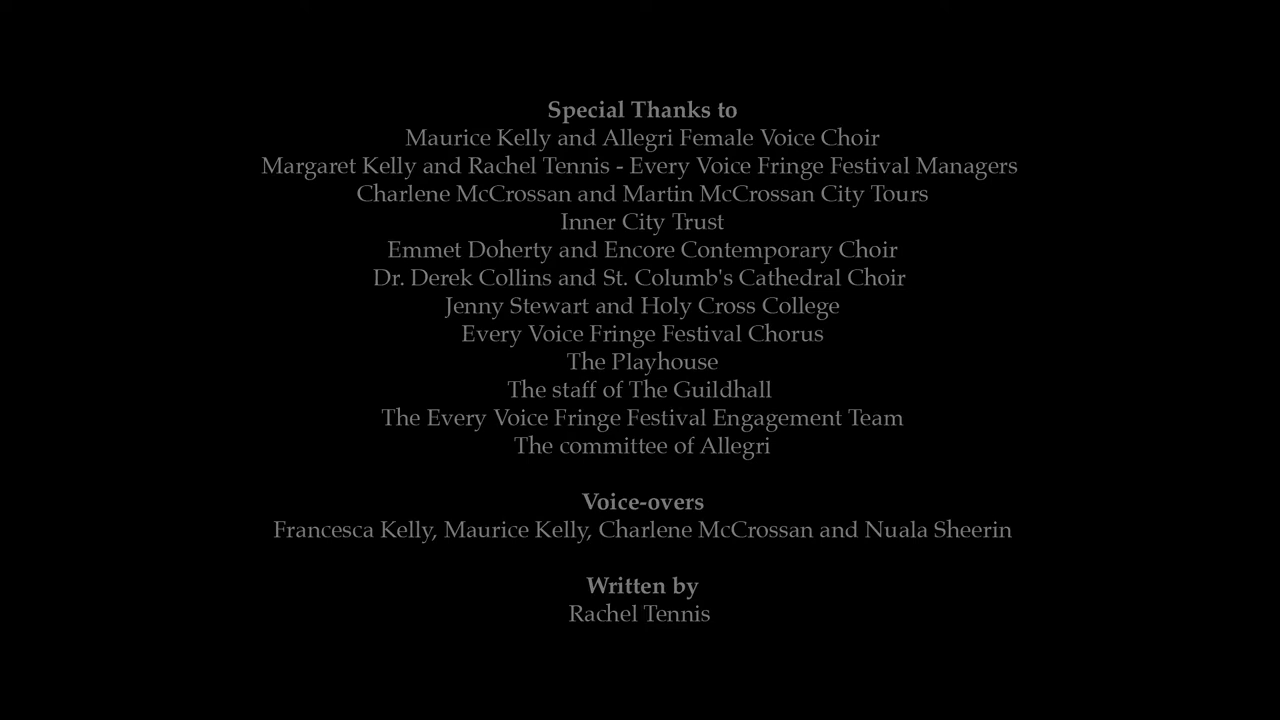 Special Thanks to
Maurice Kelly and Allegri Female Voice Choir
Margaret Kelly and Rachel Tennis - Every Voice Fringe Festival Managers
Charlene McCrossan and Martin McCrossan City Tours
Inner City Trust
Emmet Doherty and Encore Contemporary Choir
Dr. Derek Collins and St. Columb's Cathedral Choir
Jenny Stewart and Holy Cross College
Every Voice Fringe Festival Chorus
The Playhouse
The staff of The Guildhall
The Every Voice Fringe Festival Engagement Team
The committee of Allegri
Voice-overs
Francesca Kelly, Maurice Kelly, Charlene McCrossan and Nuala Sheerin
Written by
Rachel Tennis